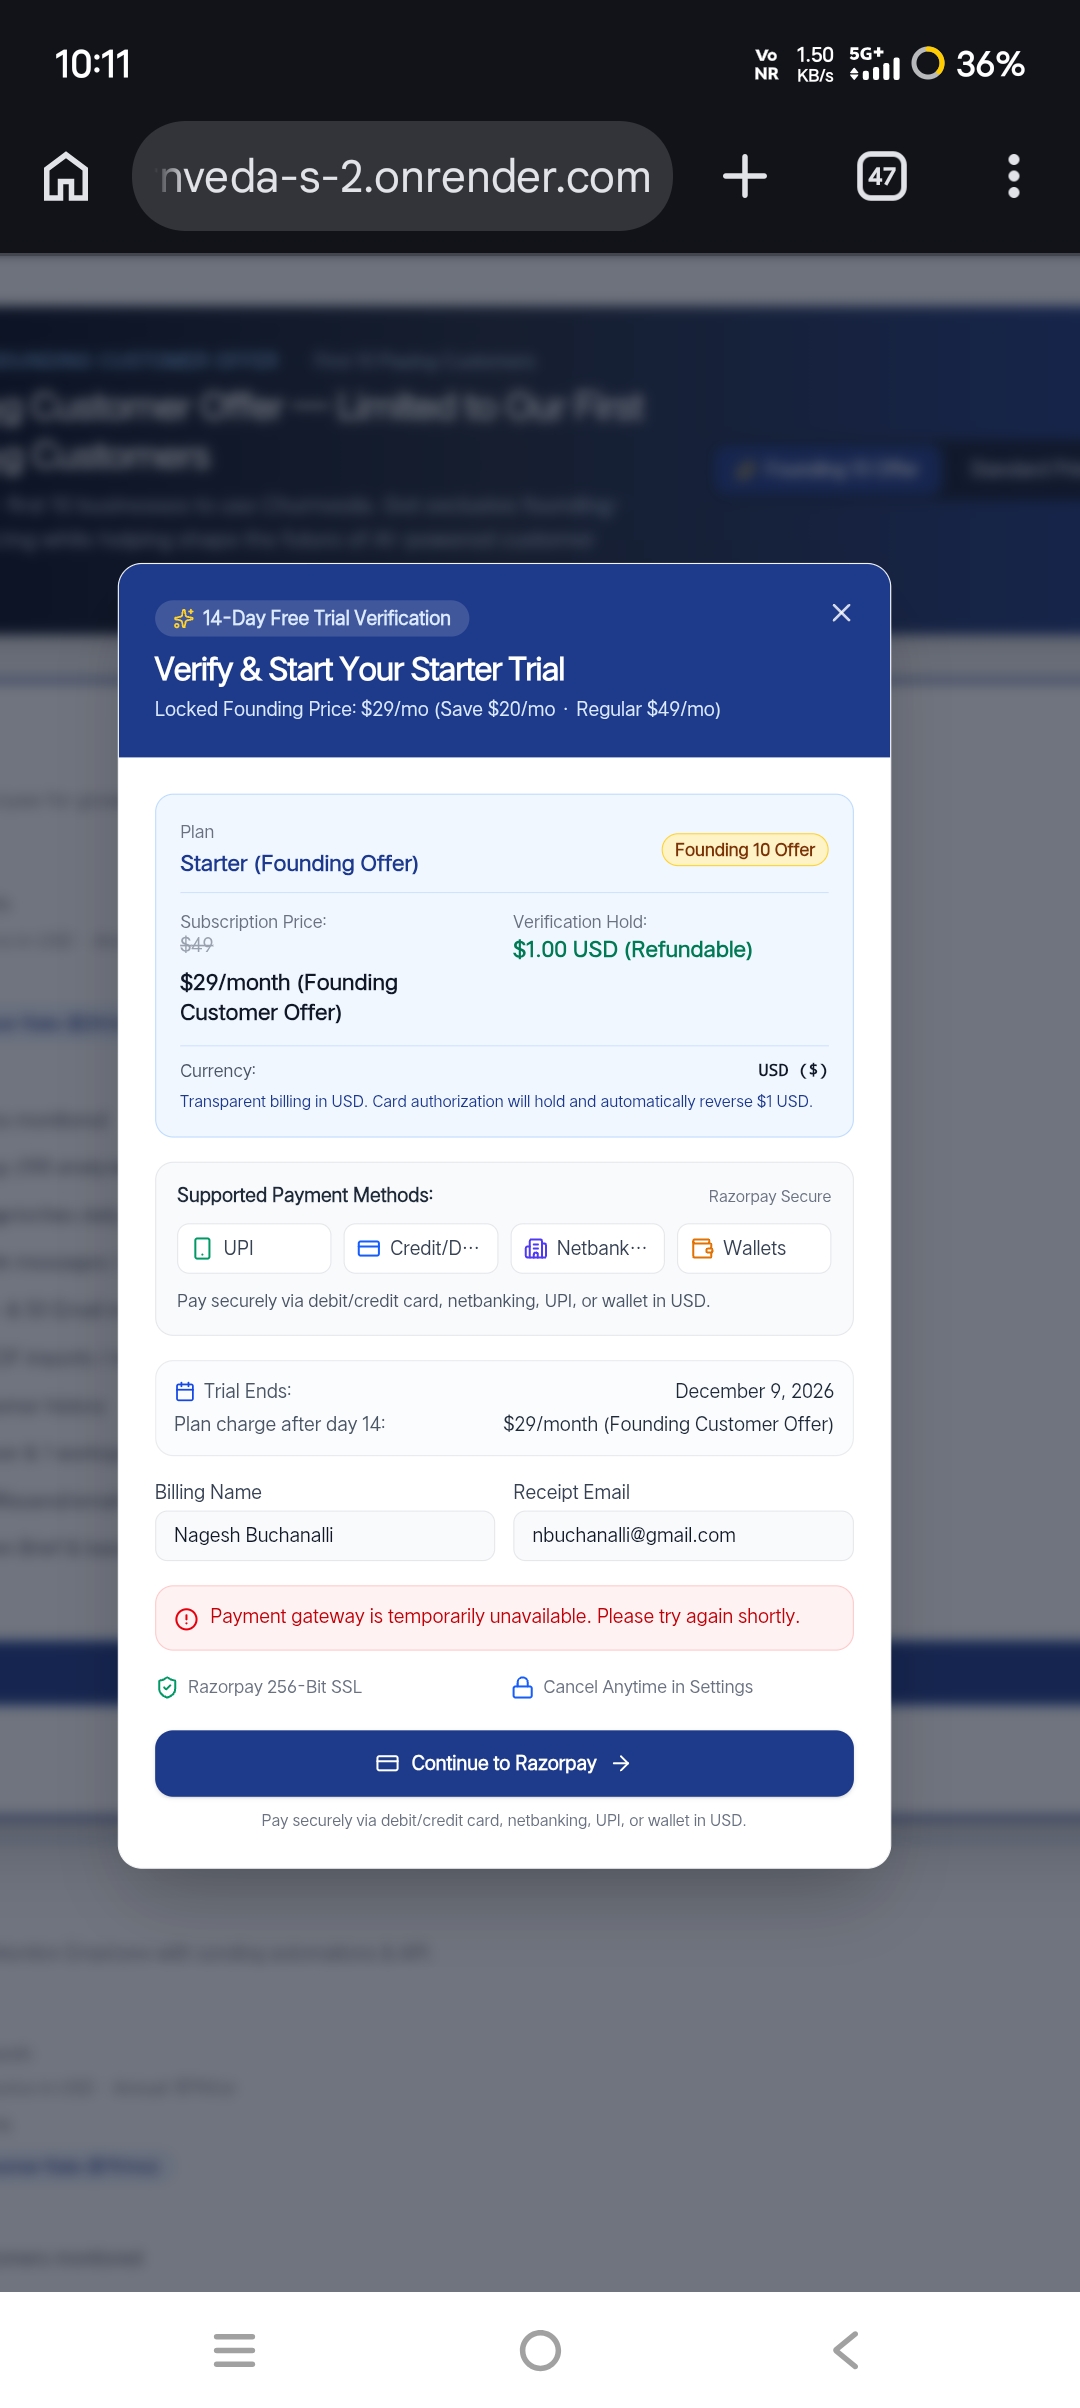 10:11
Vo NR 1.50 KB/s 5G+ 36%
nveda-s-2.onrender.com
47
g Customer Offer — Limited to Our First
g Customers
14-Day Free Trial Verification
Verify & Start Your Starter Trial
Locked Founding Price: $29/mo (Save $20/mo · Regular $49/mo)
Plan
Starter (Founding Offer)
Founding 10 Offer
Subscription Price:
$49
$29/month (Founding
Customer Offer)
Verification Hold:
$1.00 USD (Refundable)
Currency:
USD ($)
Transparent billing in USD. Card authorization will hold and automatically reverse $1 USD.
Supported Payment Methods:
Razorpay Secure
UPI
Credit/D···
Netbank···
Wallets
Pay securely via debit/credit card, netbanking, UPI, or wallet in USD.
Trial Ends:
December 9, 2026
Plan charge after day 14:
$29/month (Founding Customer Offer)
Billing Name
Receipt Email
Nagesh Buchanalli
nbuchanalli@gmail.com
Payment gateway is temporarily unavailable. Please try again shortly.
Razorpay 256-Bit SSL
Cancel Anytime in Settings
Continue to Razorpay
Pay securely via debit/credit card, netbanking, UPI, or wallet in USD.